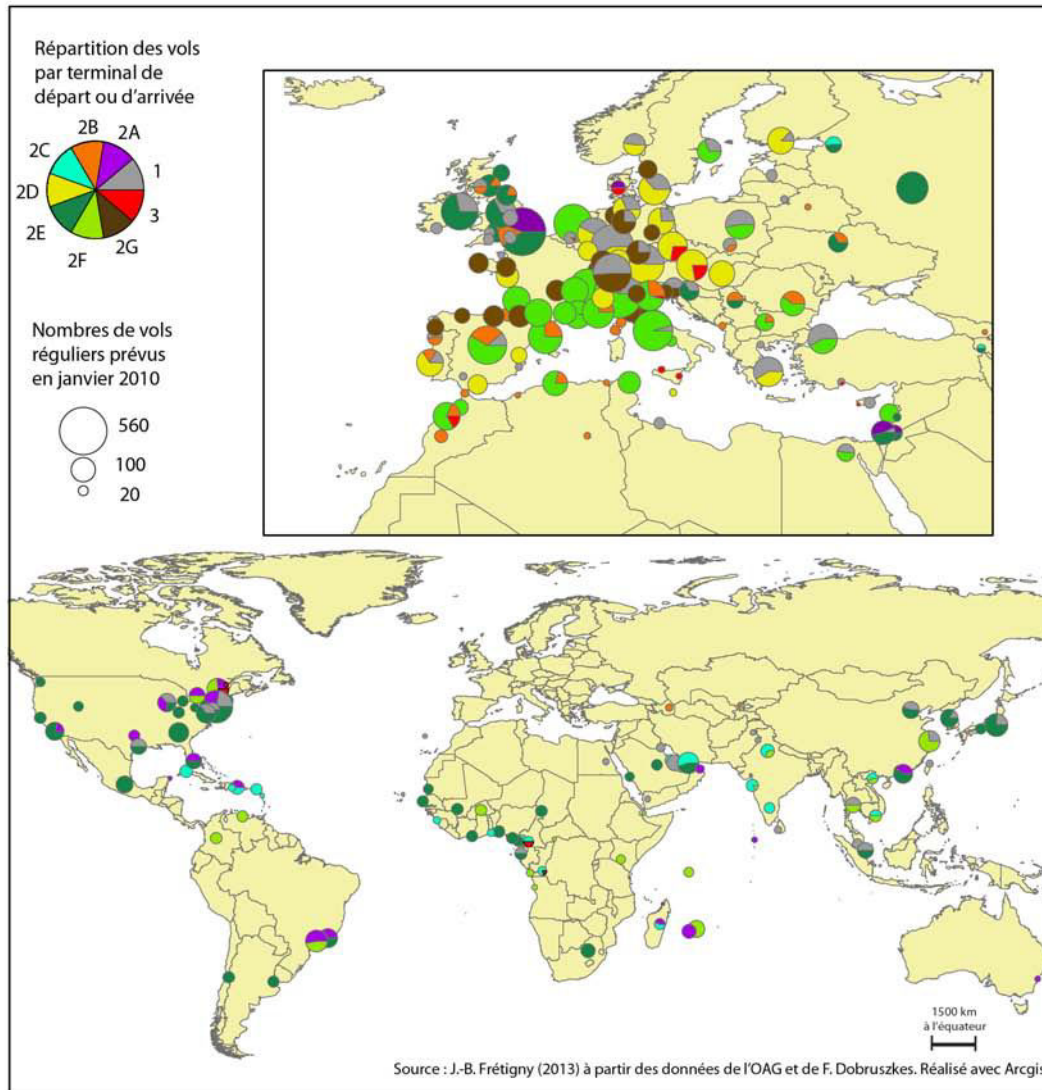 Répartition des vols
par terminal de
départ ou d'arrivée
2B
2A
2C
1
2D
3
2E
2G
2F
Nombres de vols
réguliers prévus
en janvier 2010
560
100
20
1500 km
à l'équateur
Source : J.-B. Frétigny (2013) à partir des données de l'OAG et de F. Dobruszkes. Réalisé avec Arcgis